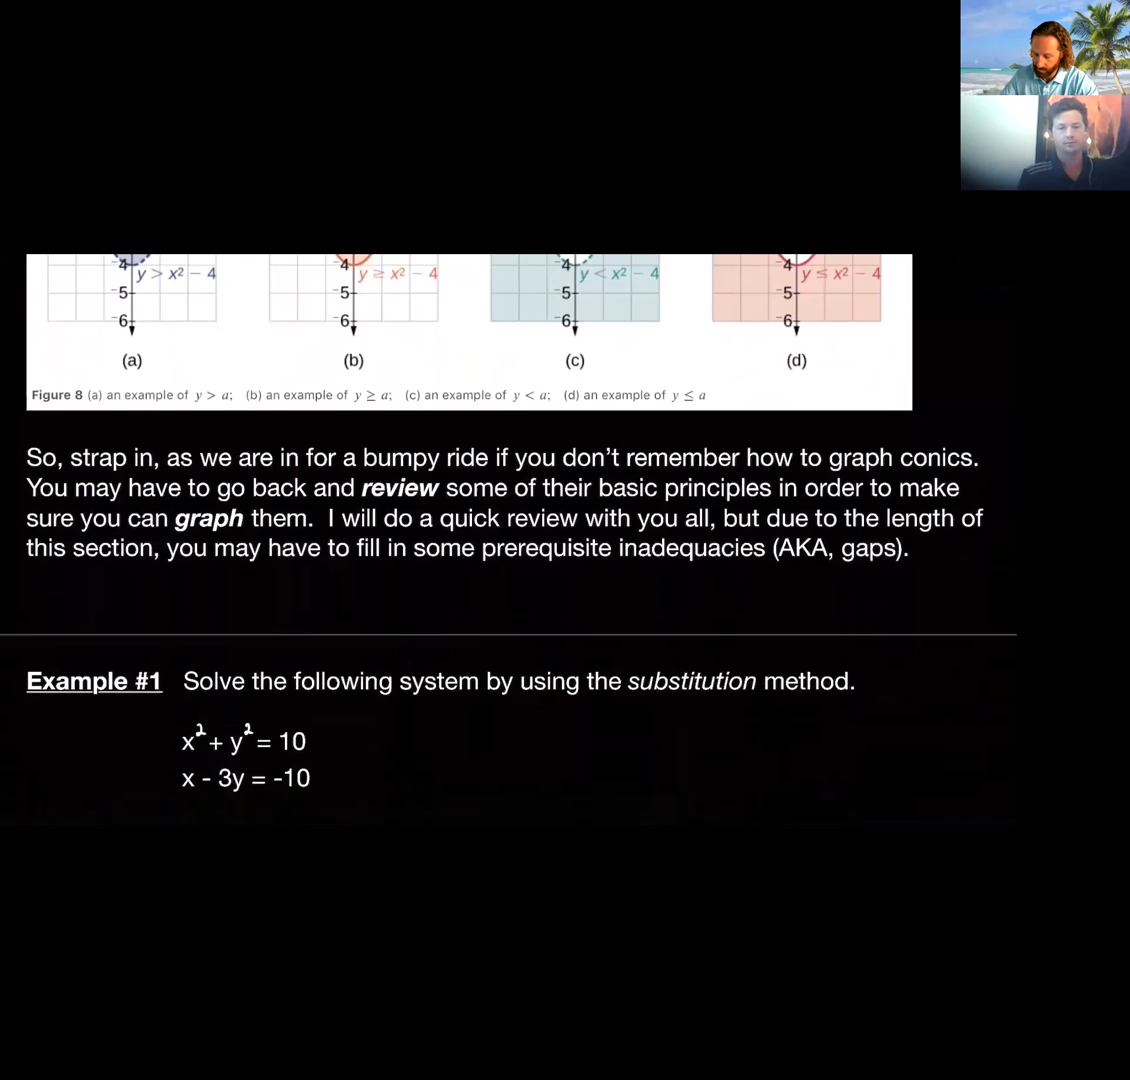 -4 y > x² − 4 -4 y ≥ x² − 4 -4 y < x² − 4 -4 y ≤ x² − 4
-5 -5 -5 -5
-6 -6 -6 -6
(a) (b) (c) (d)
Figure 8 (a) an example of y > a; (b) an example of y ≥ a; (c) an example of y < a; (d) an example of y ≤ a
So, strap in, as we are in for a bumpy ride if you don’t remember how to graph conics.
You may have to go back and review some of their basic principles in order to make
sure you can graph them. I will do a quick review with you all, but due to the length of
this section, you may have to fill in some prerequisite inadequacies (AKA, gaps).
Example #1 Solve the following system by using the substitution method.
x² + y² = 10
x - 3y = -10